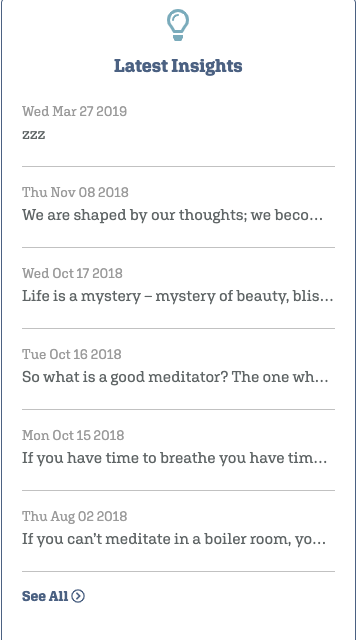 Latest Insights
Wed Mar 27 2019
zzz
Thu Nov 08 2018
We are shaped by our thoughts; we beco...
Wed Oct 17 2018
Life is a mystery – mystery of beauty, blis...
Tue Oct 16 2018
So what is a good meditator? The one wh...
Mon Oct 15 2018
If you have time to breathe you have tim...
Thu Aug 02 2018
If you can't meditate in a boiler room, yo...
See All